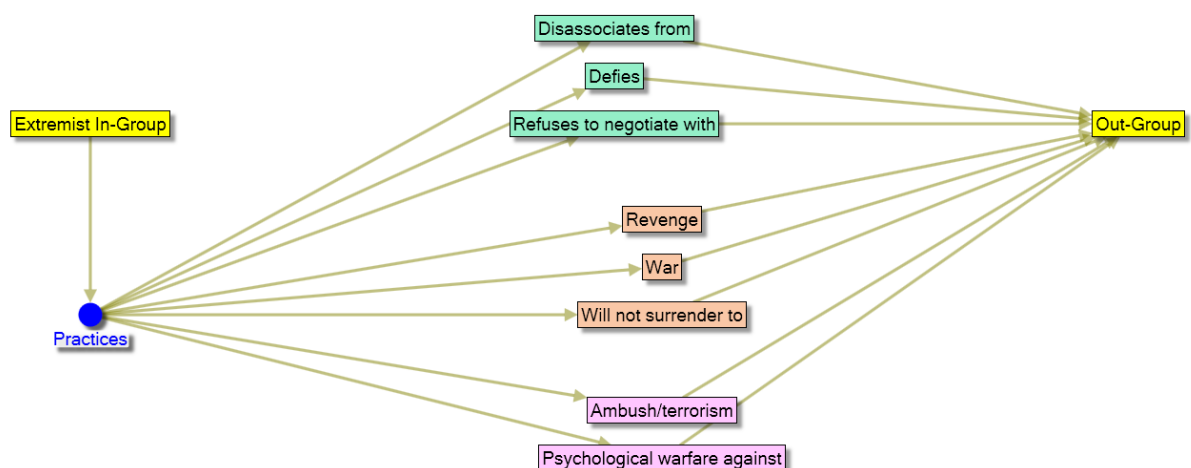 Disassociates from
Defies
Extremist In-Group
Refuses to negotiate with
Out-Group
Revenge
War
Will not surrender to
Practices
Ambush/terrorism
Psychological warfare against